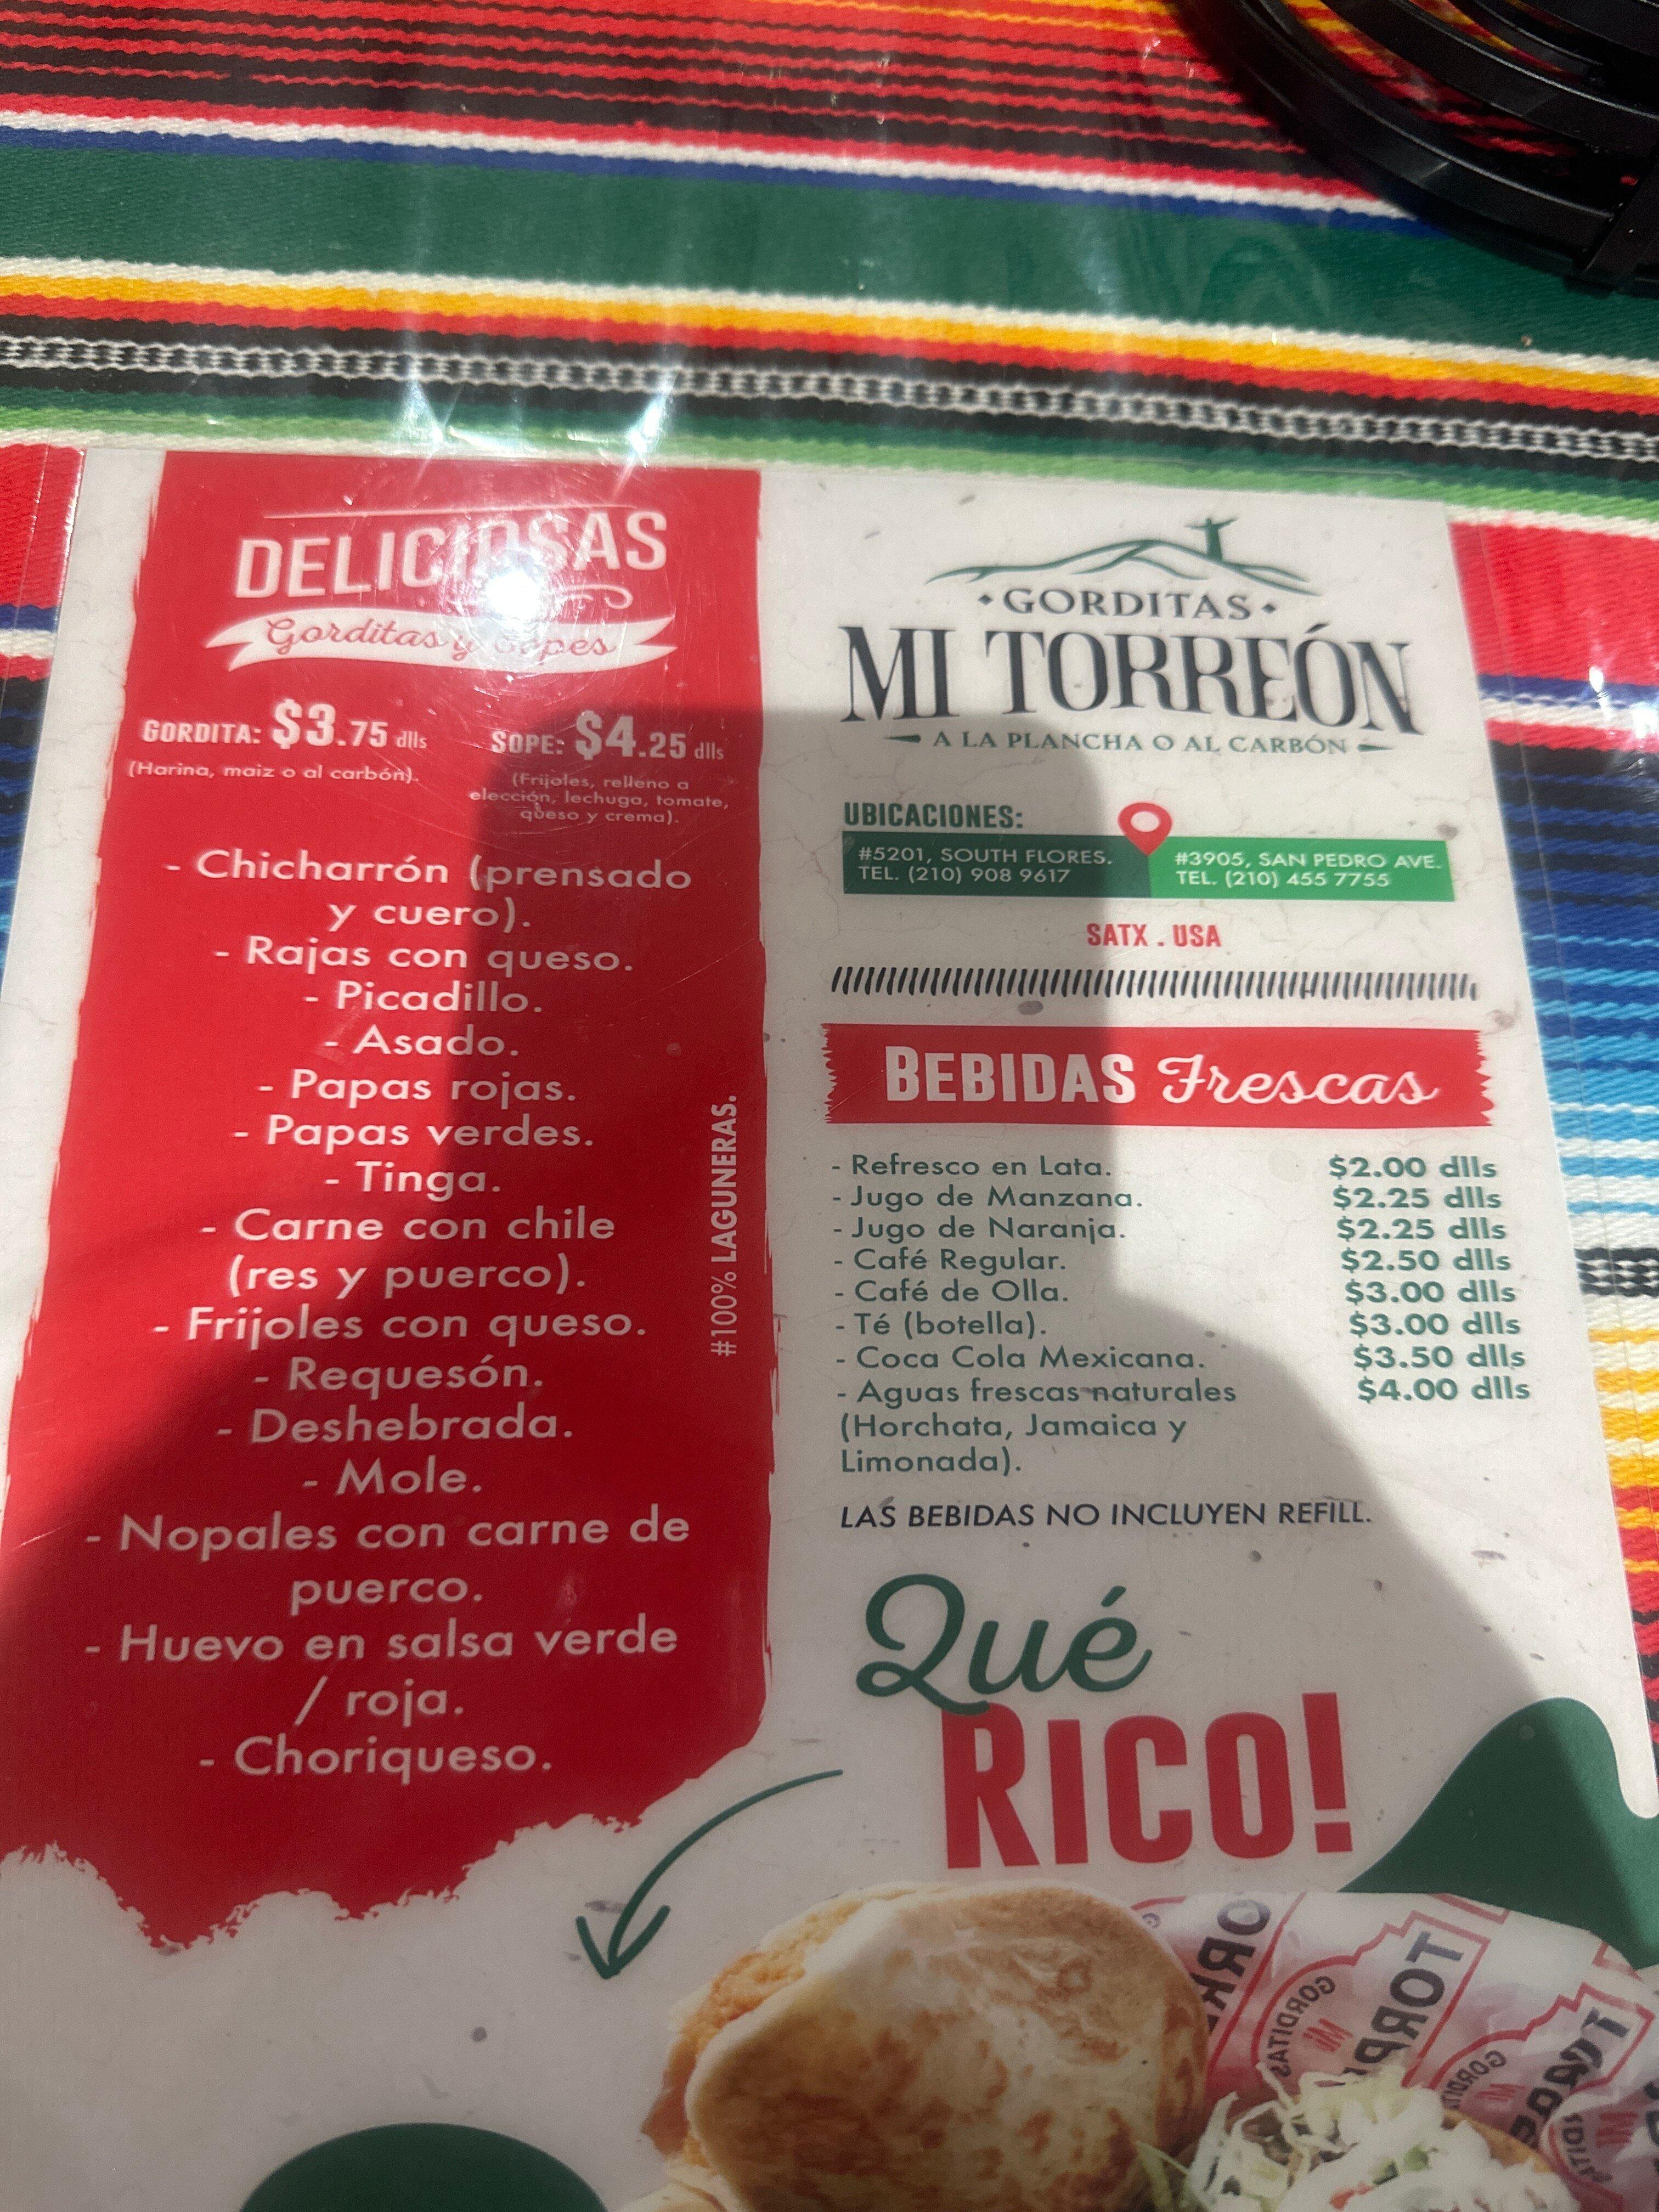 DELICIOSAS
Gorditas y Sopes
GORDITA: $3.75 dlls
(Harina, maiz o al carbón).
SOPE: $4.25 dlls
(Frijoles, relleno a
elección, lechuga, tomate,
queso y crema).
- Chicharrón (prensado
y cuero).
- Rajas con queso.
- Picadillo.
- Asado.
- Papas rojas.
- Papas verdes.
- Tinga.
- Carne con chile
(res y puerco).
- Frijoles con queso.
- Requesón.
- Deshebrada.
- Mole.
- Nopales con carne de
puerco.
- Huevo en salsa verde
/ roja.
- Choriqueso.
#100% LAGUNERAS.
• GORDITAS •
MI TORREÓN
A LA PLANCHA O AL CARBÓN
UBICACIONES:
#5201, SOUTH FLORES.
TEL. (210) 908 9617
#3905, SAN PEDRO AVE.
TEL. (210) 455 7755
SATX . USA
BEBIDAS Frescas
- Refresco en Lata. $2.00 dlls
- Jugo de Manzana. $2.25 dlls
- Jugo de Naranja. $2.25 dlls
- Café Regular. $2.50 dlls
- Café de Olla. $3.00 dlls
- Té (botella). $3.00 dlls
- Coca Cola Mexicana. $3.50 dlls
- Aguas frescas naturales $4.00 dlls
(Horchata, Jamaica y
Limonada).
LAS BEBIDAS NO INCLUYEN REFILL.
Qué
RICO!
GORDITAS
MI